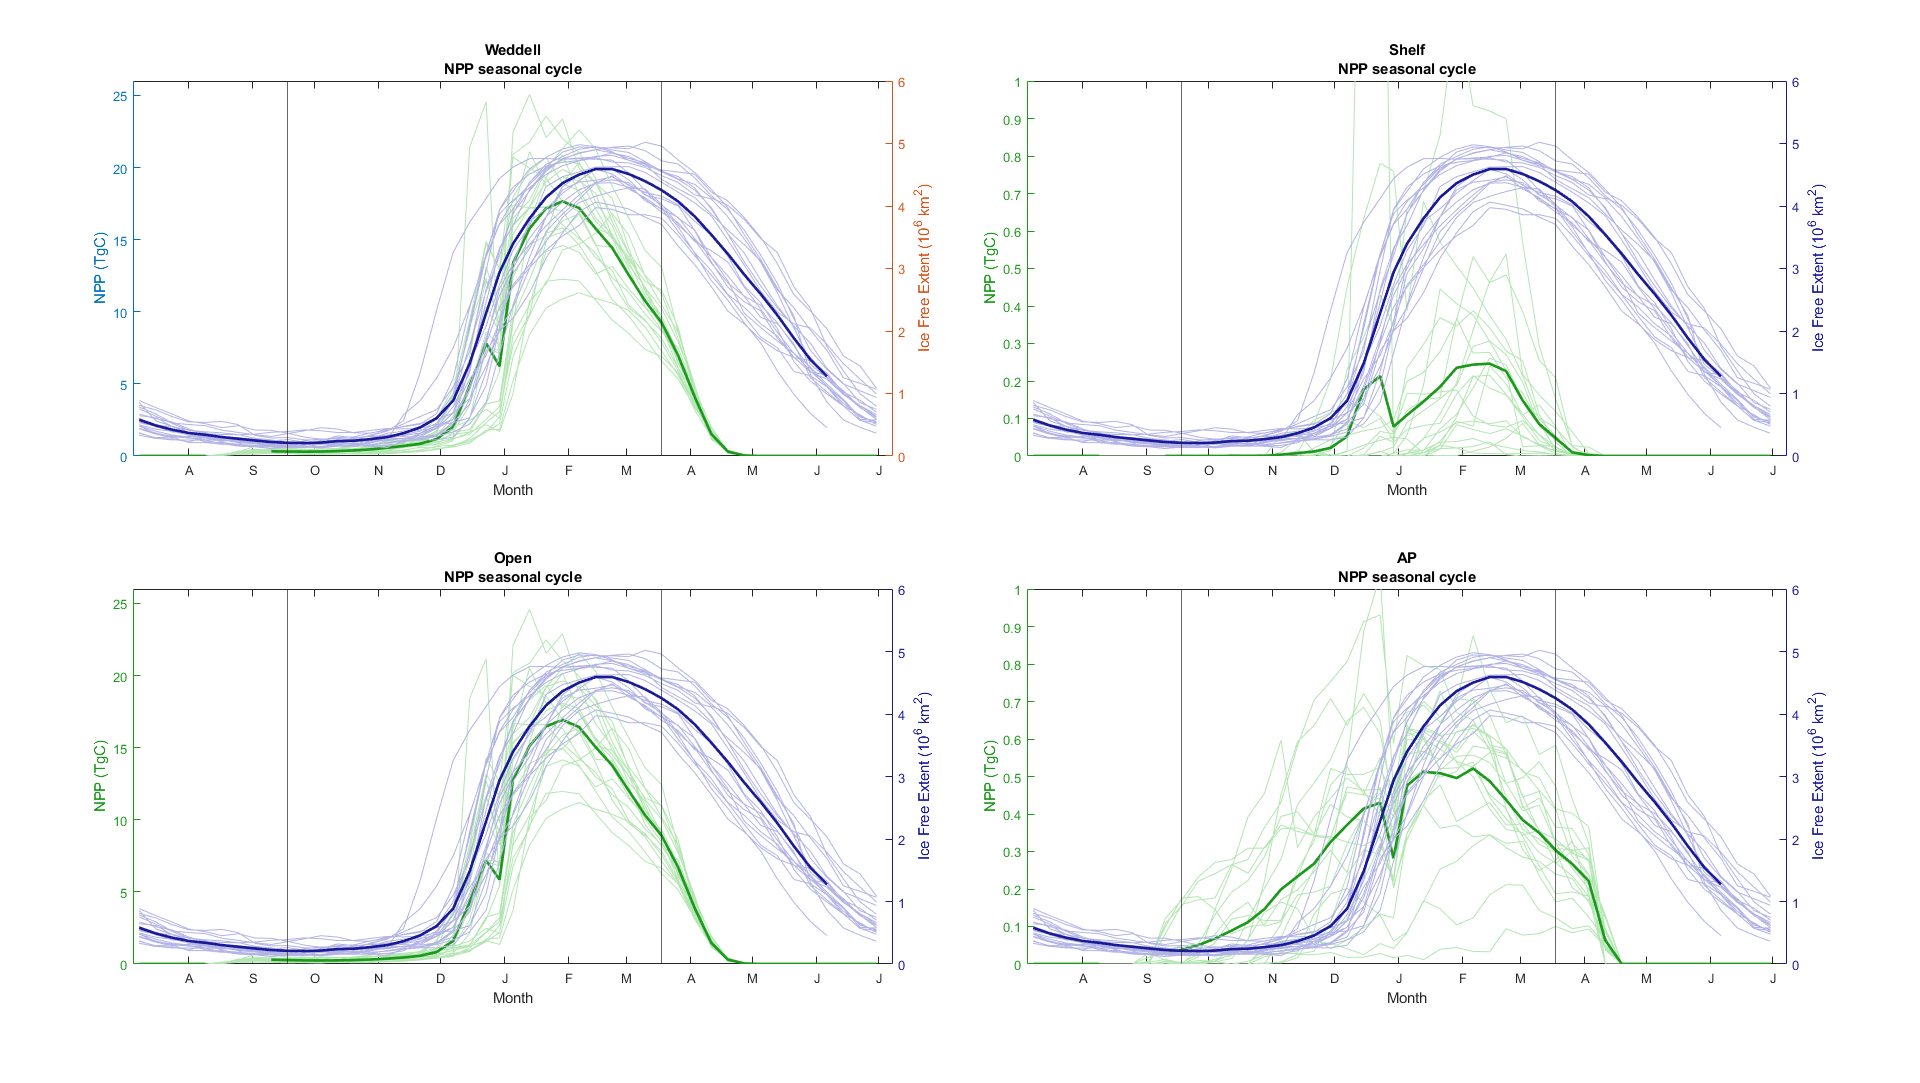 Weddell
NPP seasonal cycle
NPP (TgC)
25
20
15
10
5
0
A S O N D J F M A M J J
Month
6
5
4
3
2
1
0
Ice Free Extent (10^6 km^2)
Shelf
NPP seasonal cycle
NPP (TgC)
1
0.9
0.8
0.7
0.6
0.5
0.4
0.3
0.2
0.1
0
A S O N D J F M A M J J
Month
6
5
4
3
2
1
0
Ice Free Extent (10^6 km^2)
Open
NPP seasonal cycle
NPP (TgC)
25
20
15
10
5
0
A S O N D J F M A M J J
Month
6
5
4
3
2
1
0
Ice Free Extent (10^6 km^2)
AP
NPP seasonal cycle
NPP (TgC)
1
0.9
0.8
0.7
0.6
0.5
0.4
0.3
0.2
0.1
0
A S O N D J F M A M J J
Month
6
5
4
3
2
1
0
Ice Free Extent (10^6 km^2)